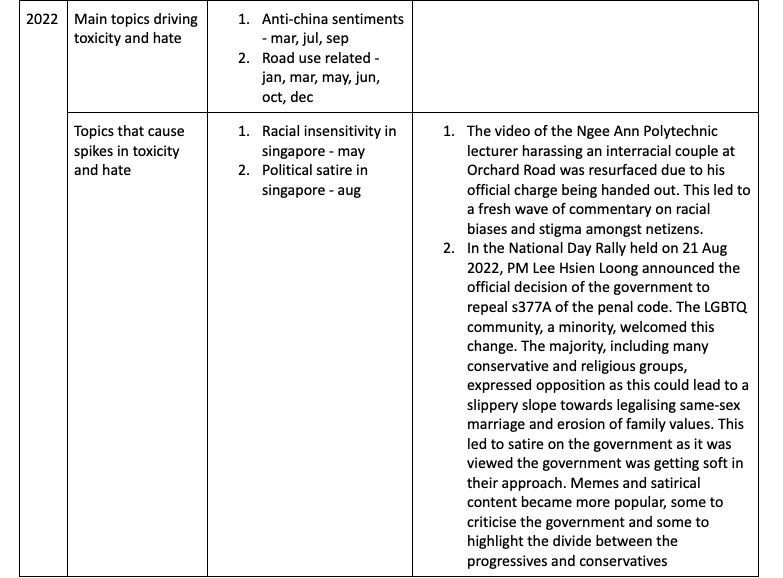 2022
Main topics driving
toxicity and hate
1. Anti-china sentiments
- mar, jul, sep
2. Road use related -
jan, mar, may, jun,
oct, dec
Topics that cause
spikes in toxicity
and hate
1. Racial insensitivity in
singapore - may
2. Political satire in
singapore - aug
1. The video of the Ngee Ann Polytechnic
lecturer harassing an interracial couple at
Orchard Road was resurfaced due to his
official charge being handed out. This led to
a fresh wave of commentary on racial
biases and stigma amongst netizens.
2. In the National Day Rally held on 21 Aug
2022, PM Lee Hsien Loong announced the
official decision of the government to
repeal s377A of the penal code. The LGBTQ
community, a minority, welcomed this
change. The majority, including many
conservative and religious groups,
expressed opposition as this could lead to a
slippery slope towards legalising same-sex
marriage and erosion of family values. This
led to satire on the government as it was
viewed the government was getting soft in
their approach. Memes and satirical
content became more popular, some to
criticise the government and some to
highlight the divide between the
progressives and conservatives